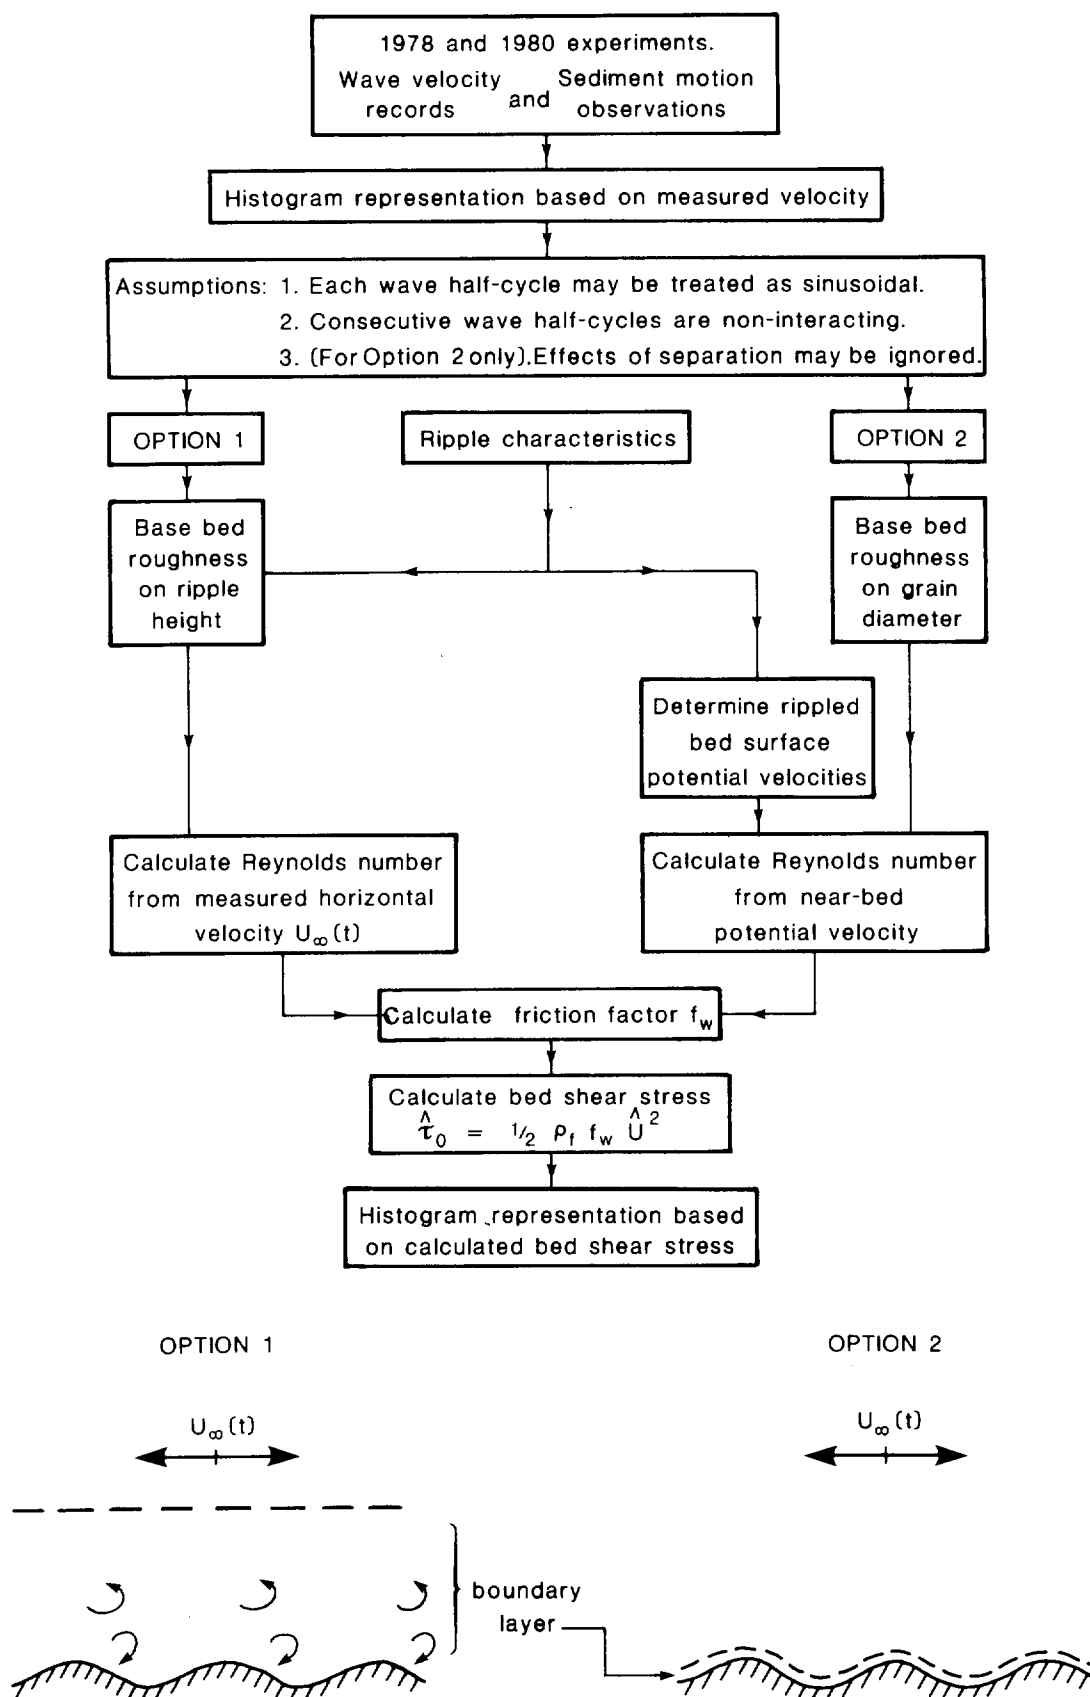 1978 and 1980 experiments.
Wave velocity records and Sediment motion observations
Histogram representation based on measured velocity
Assumptions: 1. Each wave half-cycle may be treated as sinusoidal.
2. Consecutive wave half-cycles are non-interacting.
3. (For Option 2 only). Effects of separation may be ignored.
OPTION 1
Ripple characteristics
OPTION 2
Base bed
roughness
on ripple
height
Base bed
roughness
on grain
diameter
Determine rippled
bed surface
potential velocities
Calculate Reynolds number
from measured horizontal
velocity U∞(t)
Calculate Reynolds number
from near-bed
potential velocity
Calculate friction factor f_w
Calculate bed shear stress
τ̂₀ = 1/2 ρ_f f_w Û²
Histogram representation based
on calculated bed shear stress
OPTION 1
OPTION 2
U∞(t)
U∞(t)
boundary
layer